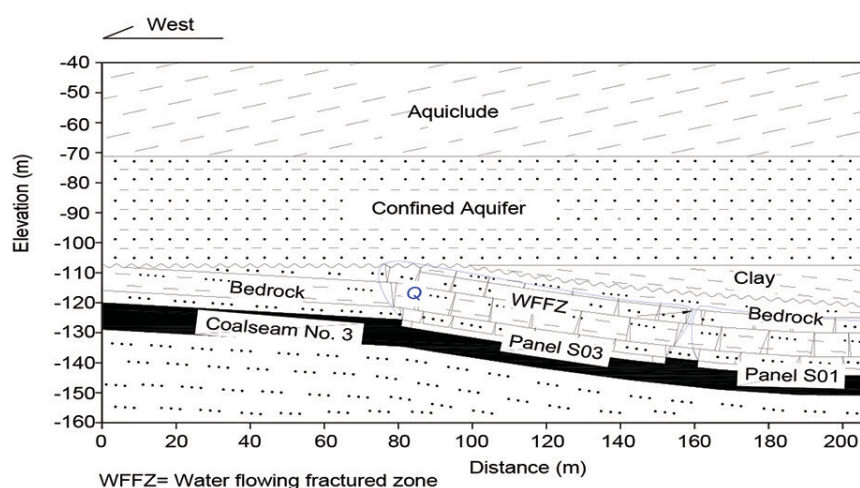 West
Elevation (m)
-40
-50
-60
-70
-80
-90
-100
-110
-120
-130
-140
-150
-160
Aquiclude
Confined Aquifer
Clay
Bedrock
Q
WFFZ
Bedrock
Coalseam No. 3
Panel S03
Panel S01
0 20 40 60 80 100 120 140 160 180 200
Distance (m)
WFFZ= Water flowing fractured zone